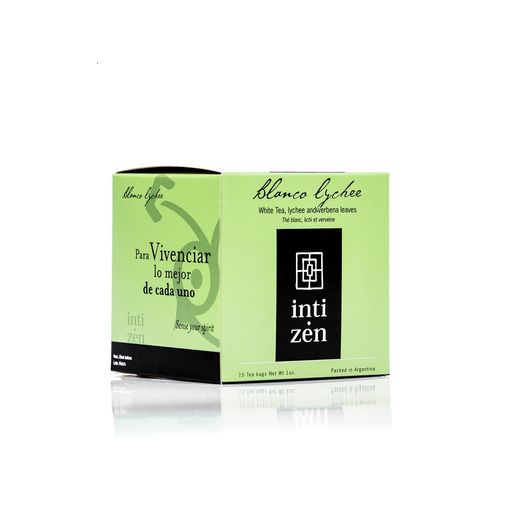 Blanco lychee
Para Vivenciar
lo mejor
de cada uno
inti
zen
Sense your spirit
Blanco lychee
White Tea, lychee and verbena leaves
Thé blanc, lichi et verveine
inti
zen
15 Tea bags Net Wt 1oz.
Packed in Argentina